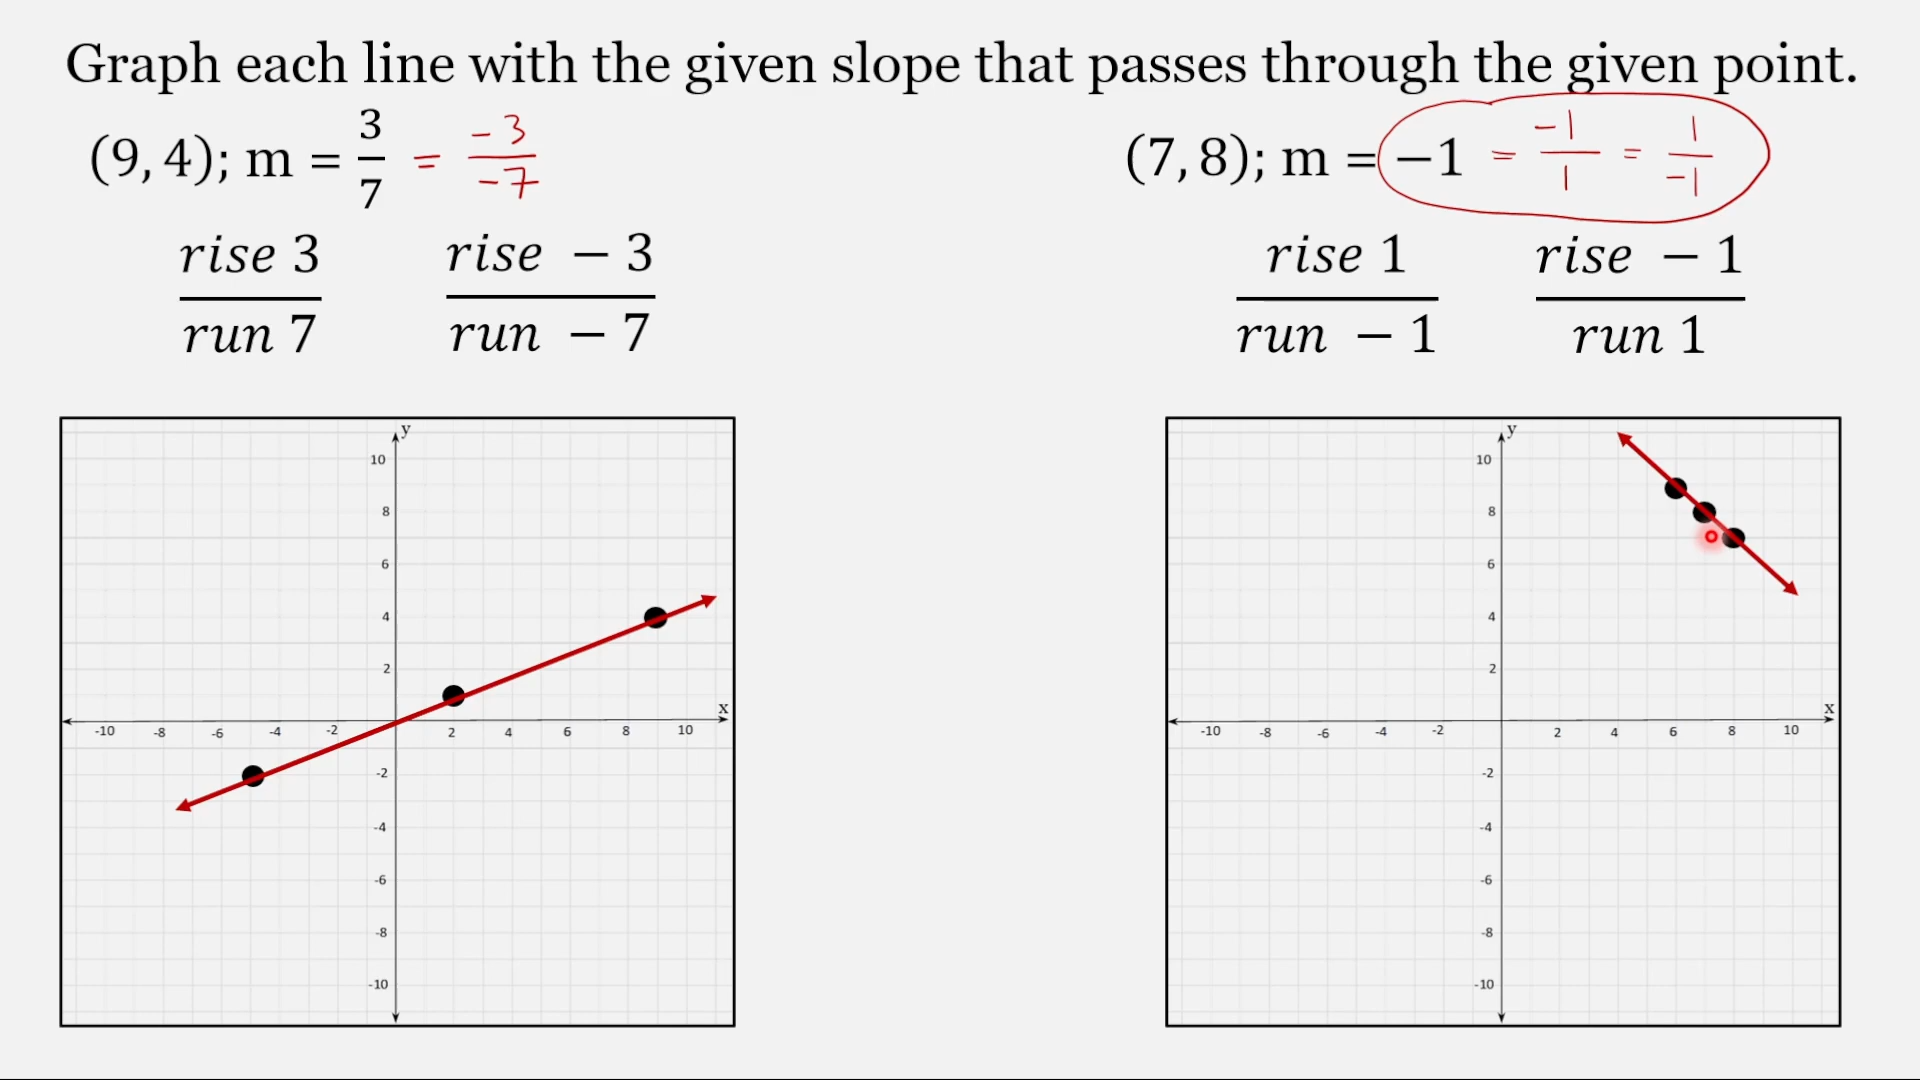 Graph each line with the given slope that passes through the given point.
(9, 4); m = 3/7 = -3/-7
rise 3 / run 7
rise − 3 / run − 7
(7, 8); m = −1 = -1/1 = 1/-1
rise 1 / run − 1
rise − 1 / run 1
y
10
8
6
4
2
x
-10 -8 -6 -4 -2 2 4 6 8 10
-2
-4
-6
-8
-10
y
10
8
6
4
2
x
-10 -8 -6 -4 -2 2 4 6 8 10
-2
-4
-6
-8
-10